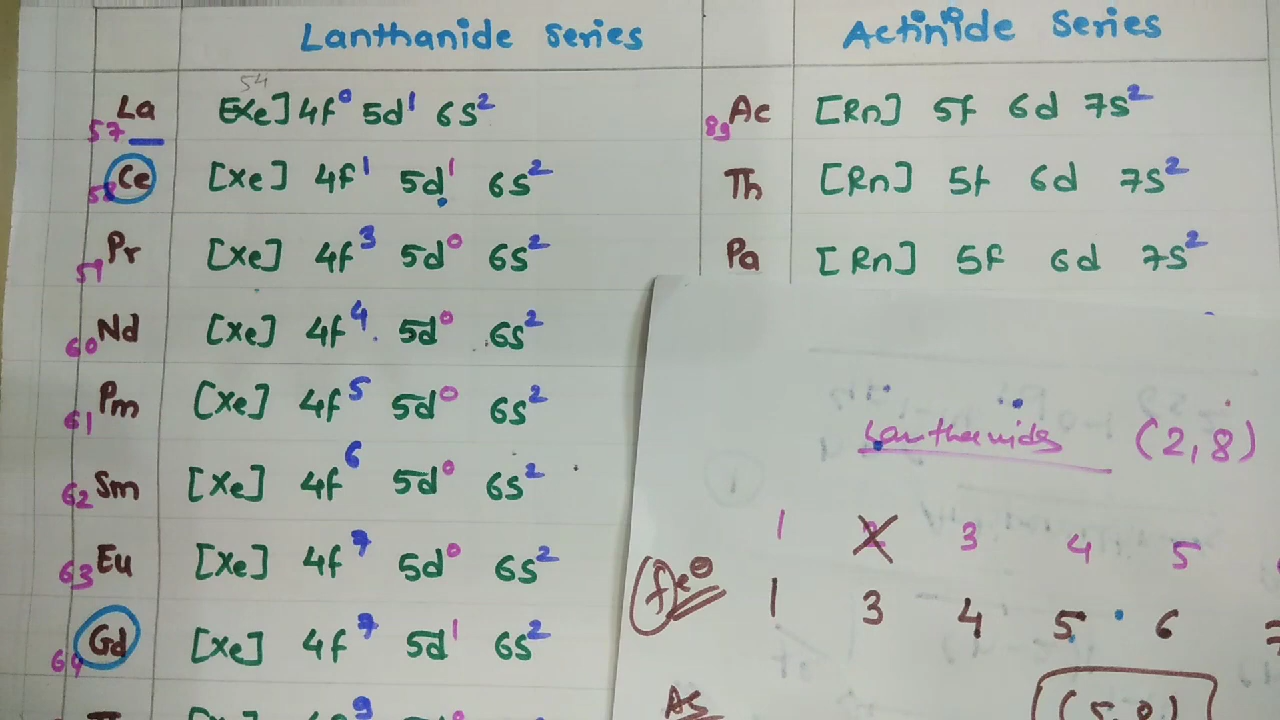 Lanthanide Series Actinide Series
54
57 La [Xe] 4f⁰ 5d¹ 6s² 89 Ac [Rn] 5f 6d 7s²
58 Ce [Xe] 4f¹ 5d¹ 6s² Th [Rn] 5f 6d 7s²
59 Pr [Xe] 4f³ 5d⁰ 6s² Pa [Rn] 5f 6d 7s²
60 Nd [Xe] 4f⁴ 5d⁰ 6s²
61 Pm [Xe] 4f⁵ 5d⁰ 6s²
Lanthanides (2,8)
62 Sm [Xe] 4f⁶ 5d⁰ 6s²
1 2 3 4 5
63 Eu [Xe] 4f⁷ 5d⁰ 6s²
fe⊖ 1 3 4 5 6 7
64 Gd [Xe] 4f⁷ 5d¹ 6s²